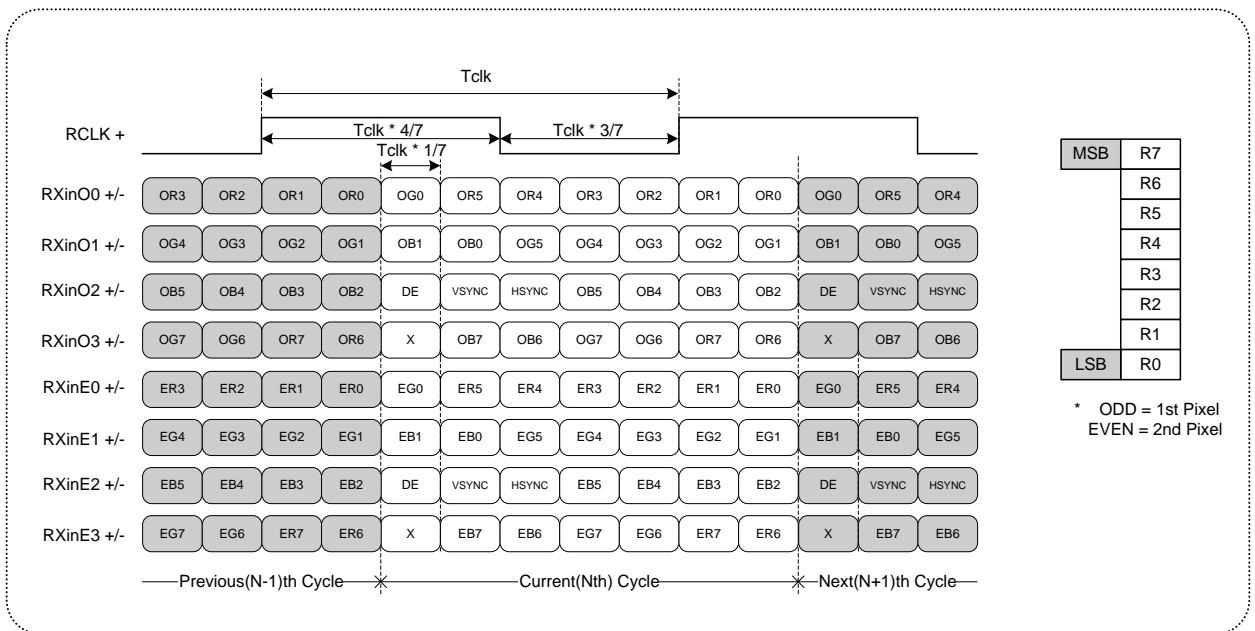 Tclk
RCLK +
Tclk * 4/7
Tclk * 3/7
Tclk * 1/7
RXinO0 +/- OR3 OR2 OR1 OR0 OG0 OR5 OR4 OR3 OR2 OR1 OR0 OG0 OR5 OR4
RXinO1 +/- OG4 OG3 OG2 OG1 OB1 OB0 OG5 OG4 OG3 OG2 OG1 OB1 OB0 OG5
RXinO2 +/- OB5 OB4 OB3 OB2 DE VSYNC HSYNC OB5 OB4 OB3 OB2 DE VSYNC HSYNC
RXinO3 +/- OG7 OG6 OR7 OR6 X OB7 OB6 OG7 OG6 OR7 OR6 X OB7 OB6
RXinE0 +/- ER3 ER2 ER1 ER0 EG0 ER5 ER4 ER3 ER2 ER1 ER0 EG0 ER5 ER4
RXinE1 +/- EG4 EG3 EG2 EG1 EB1 EB0 EG5 EG4 EG3 EG2 EG1 EB1 EB0 EG5
RXinE2 +/- EB5 EB4 EB3 EB2 DE VSYNC HSYNC EB5 EB4 EB3 EB2 DE VSYNC HSYNC
RXinE3 +/- EG7 EG6 ER7 ER6 X EB7 EB6 EG7 EG6 ER7 ER6 X EB7 EB6
Previous(N-1)th Cycle Current(Nth) Cycle Next(N+1)th Cycle
MSB R7
R6
R5
R4
R3
R2
R1
LSB R0
* ODD = 1st Pixel
EVEN = 2nd Pixel